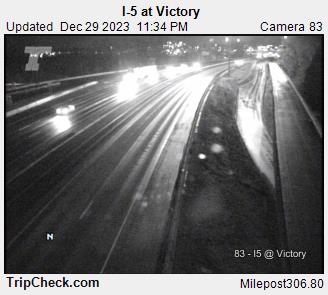 I-5 at Victory
Updated Dec 29 2023 11:34 PM Camera 83
T
N
83 - I5 @ Victory
TripCheck.com Milepost306.80